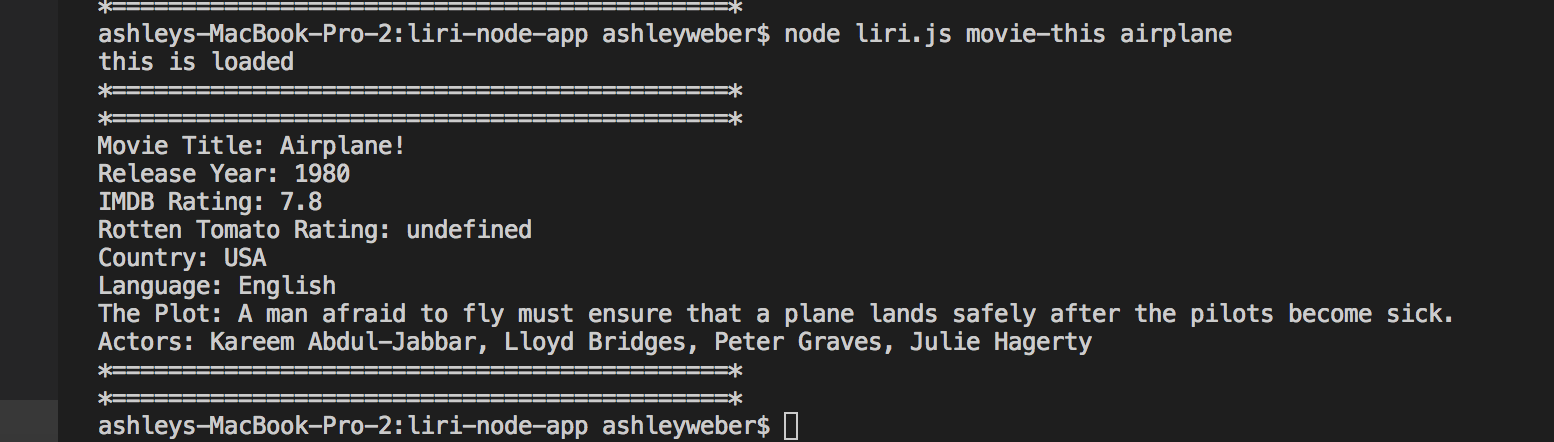 *============================================*
ashleys-MacBook-Pro-2:liri-node-app ashleyweber$ node liri.js movie-this airplane
this is loaded
*============================================*
*============================================*
Movie Title: Airplane!
Release Year: 1980
IMDB Rating: 7.8
Rotten Tomato Rating: undefined
Country: USA
Language: English
The Plot: A man afraid to fly must ensure that a plane lands safely after the pilots become sick.
Actors: Kareem Abdul-Jabbar, Lloyd Bridges, Peter Graves, Julie Hagerty
*============================================*
*============================================*
ashleys-MacBook-Pro-2:liri-node-app ashleyweber$